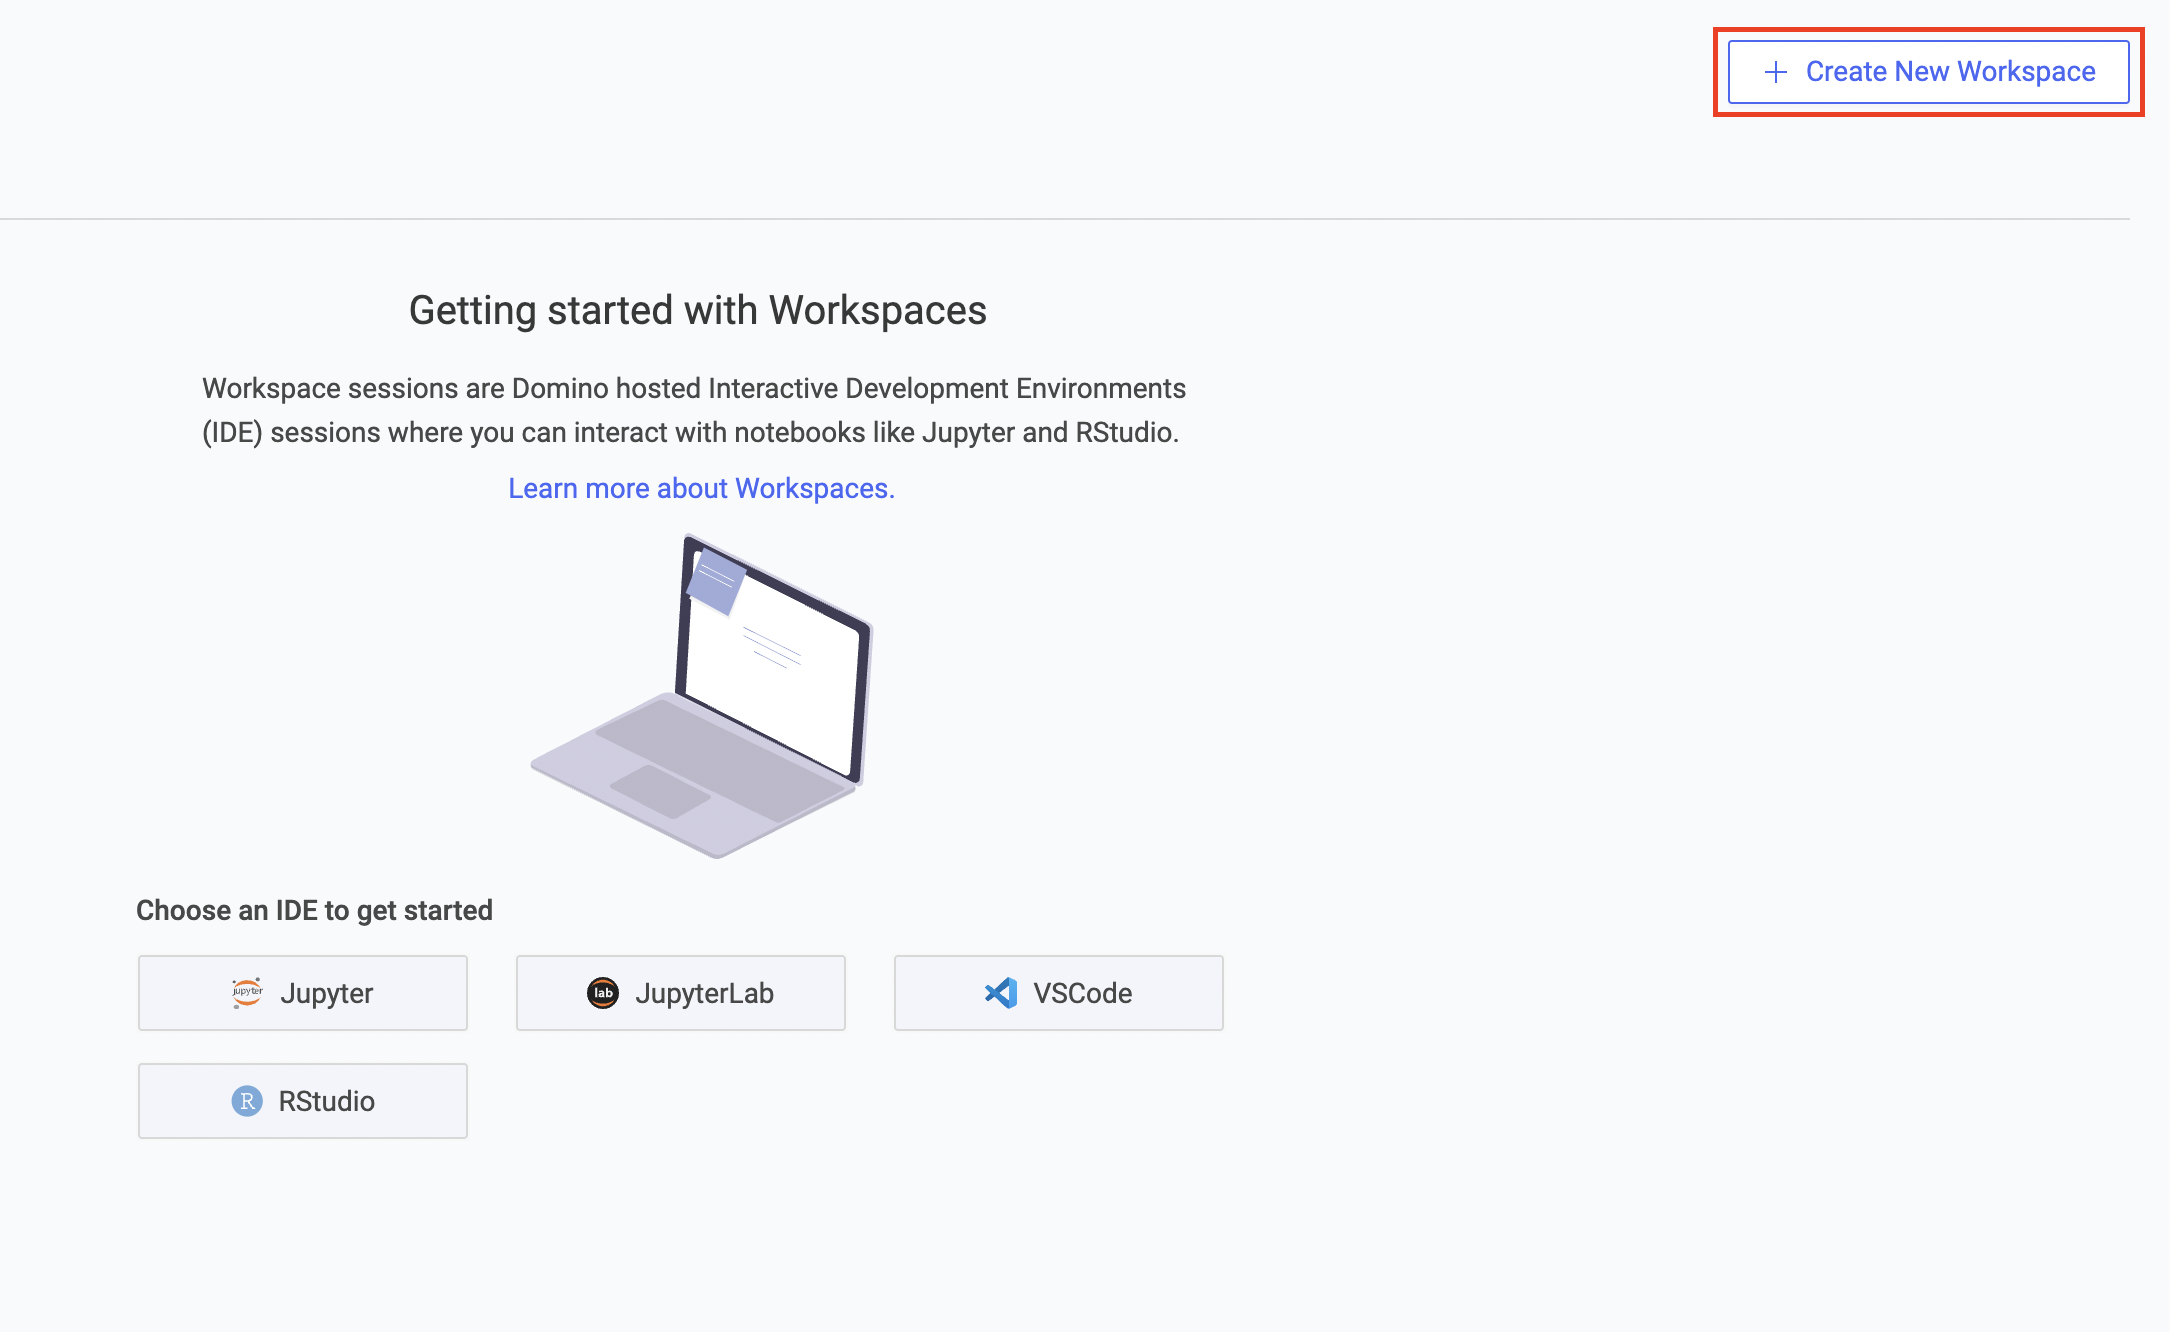 + Create New Workspace
Getting started with Workspaces
Workspace sessions are Domino hosted Interactive Development Environments
(IDE) sessions where you can interact with notebooks like Jupyter and RStudio.
Learn more about Workspaces.
Choose an IDE to get started
jupyter Jupyter
lab JupyterLab
VSCode
R RStudio